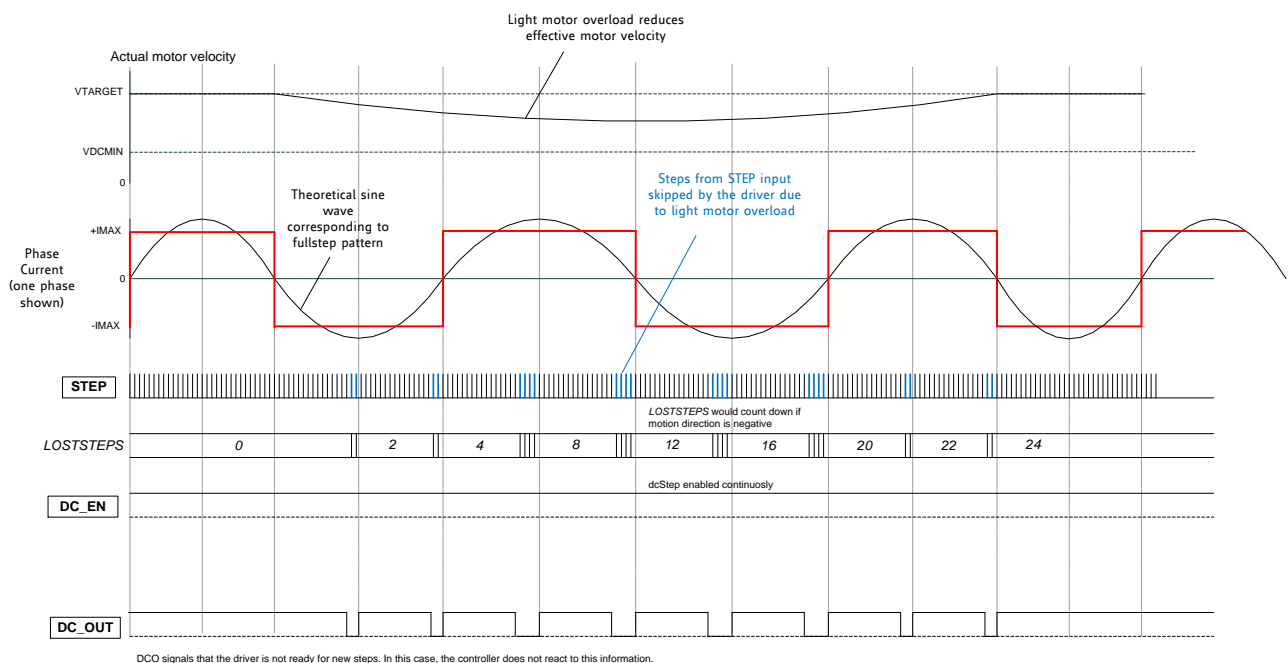 Light motor overload reduces
effective motor velocity
Actual motor velocity
VTARGET
VDCMIN
0
Steps from STEP input
skipped by the driver due
to light motor overload
Theoretical sine
wave
corresponding to
fullstep pattern
+IMAX
Phase
Current
(one phase
shown)
0
-IMAX
STEP
LOSTSTEPS would count down if
motion direction is negative
LOSTSTEPS
0 2 4 8 12 16 20 22 24
dcStep enabled continuosly
DC_EN
DC_OUT
DCO signals that the driver is not ready for new steps. In this case, the controller does not react to this information.